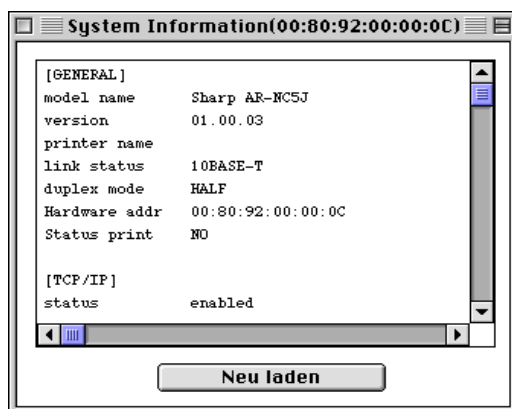 System Information(00:80:92:00:00:0C)
[GENERAL]
model name Sharp AR-NC5J
version 01.00.03
printer name
link status 10BASE-T
duplex mode HALF
Hardware addr 00:80:92:00:00:0C
Status print NO
[TCP/IP]
status enabled
Neu laden